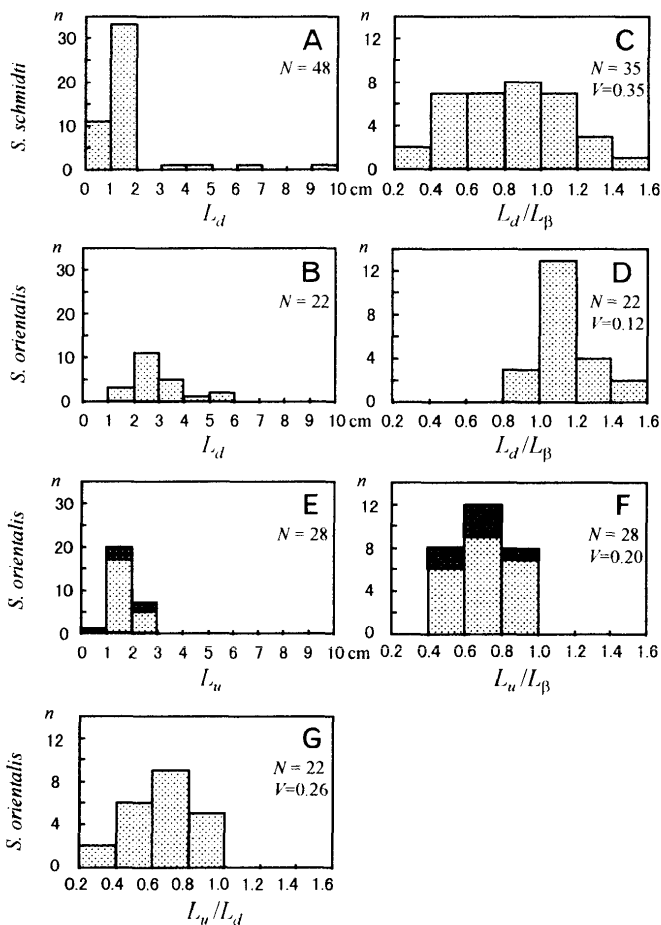 n
30
20
10
0
A
N = 48
S. schmidti
0 1 2 3 4 5 6 7 8 9 10 cm
L_d
n
12
8
4
0
C
N = 35
V=0.35
0.2 0.4 0.6 0.8 1.0 1.2 1.4 1.6
L_d/L_β
n
30
20
10
0
B
N = 22
S. orientalis
0 1 2 3 4 5 6 7 8 9 10
L_d
n
12
8
4
0
D
N = 22
V=0.12
0.2 0.4 0.6 0.8 1.0 1.2 1.4 1.6
L_d/L_β
n
30
20
10
0
E
N = 28
S. orientalis
0 1 2 3 4 5 6 7 8 9 10 cm
L_u
n
12
8
4
0
F
N = 28
V=0.20
0.2 0.4 0.6 0.8 1.0 1.2 1.4 1.6
L_u/L_β
n
12
8
4
0
G
N = 22
V=0.26
S. orientalis
0.2 0.4 0.6 0.8 1.0 1.2 1.4 1.6
L_u/L_d